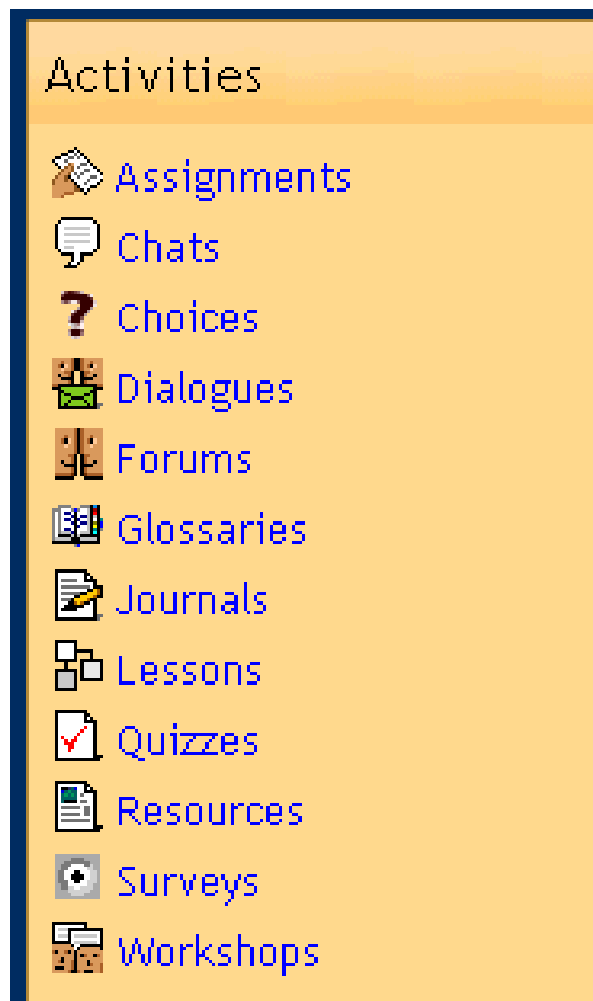 Activities
Assignments
Chats
Choices
Dialogues
Forums
Glossaries
Journals
Lessons
Quizzes
Resources
Surveys
Workshops